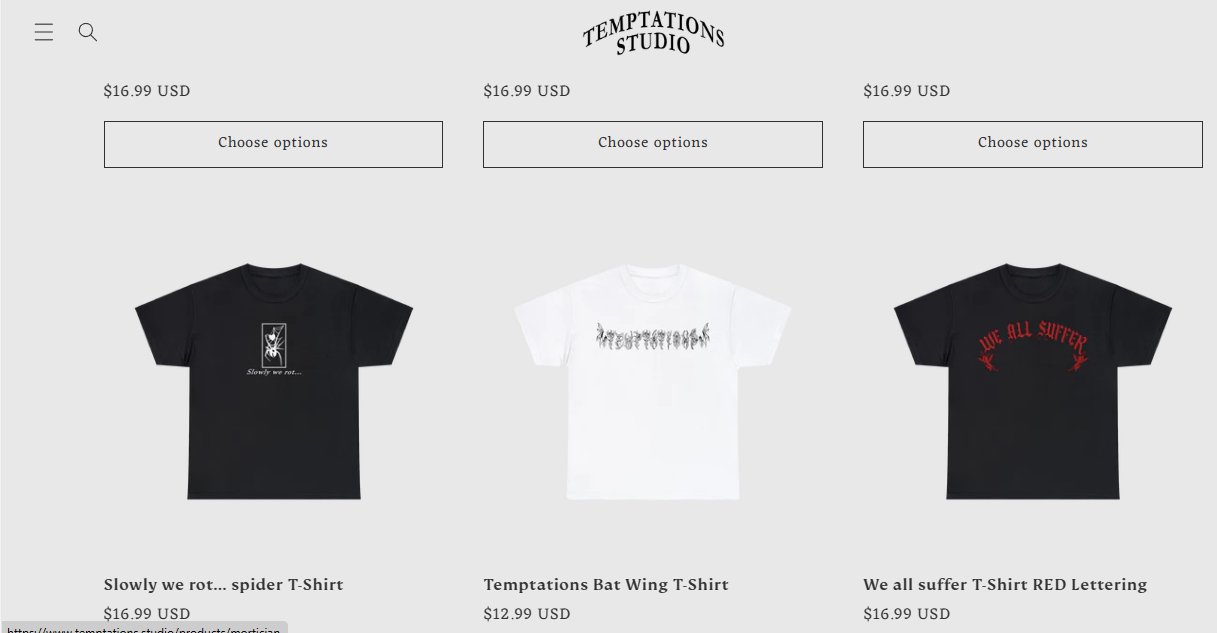 TEMPTATIONS
STUDIO
$16.99 USD
$16.99 USD
$16.99 USD
Choose options
Choose options
Choose options
Slowly we rot...
TEMPTATIONS
WE ALL SUFFER
Slowly we rot... spider T-Shirt
Temptations Bat Wing T-Shirt
We all suffer T-Shirt RED Lettering
$16.99 USD
$12.99 USD
$16.99 USD
https://www.temptations.studio/products/mortician